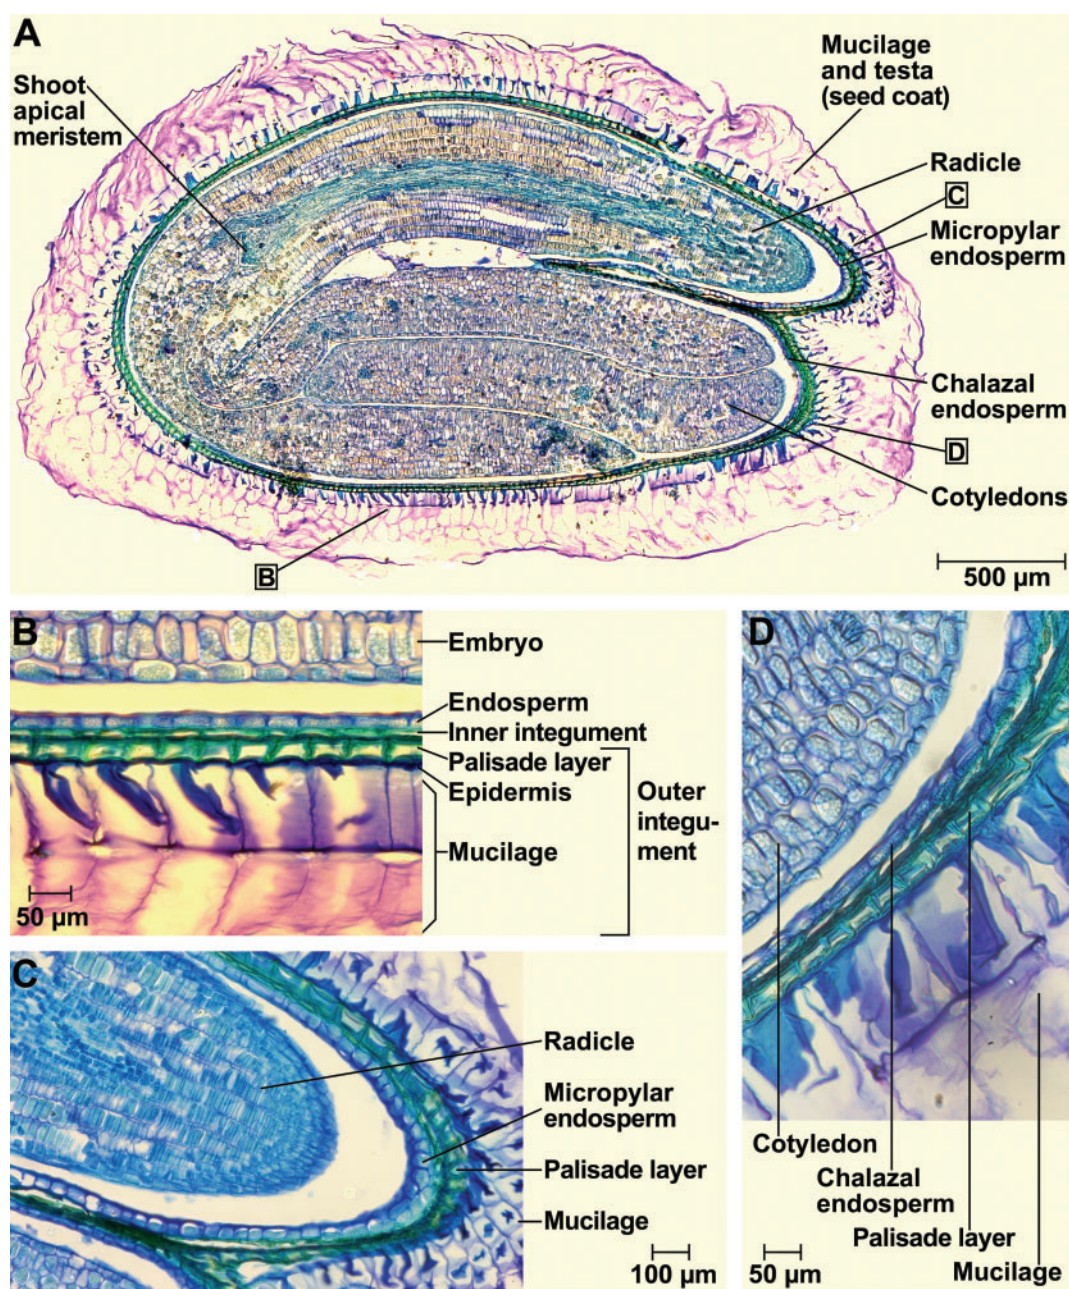 A
Shoot
apical
meristem
Mucilage
and testa
(seed coat)
Radicle
C
Micropylar
endosperm
Chalazal
endosperm
D
Cotyledons
B
500 µm
B
Embryo
Endosperm
Inner integument
Palisade layer
Epidermis
Mucilage
Outer
integu-
ment
50 µm
C
Radicle
Micropylar
endosperm
Palisade layer
Mucilage
100 µm
D
Cotyledon
Chalazal
endosperm
Palisade layer
Mucilage
50 µm